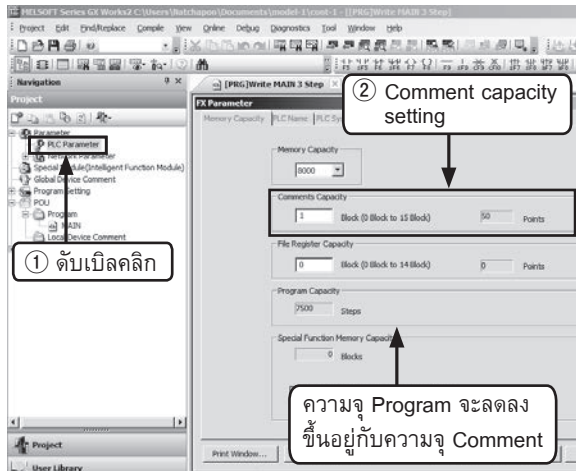 MELSOFT Series GX Works2 C:\Users\Natchapon\Documents\model-1\root-1 - [[PRG]Write MAIN 3 Step]
Project Edit Find/Replace Compile View Online Debug Diagnostics Tool Window Help
Navigation
[PRG]Write MAIN 3 Step
Project
FX Parameter
② Comment capacity
setting
Memory Capacity PLC Name
Parameter
PLC Parameter
Network Parameter
Special Module(Intelligent Function Module)
Global Device Comment
Program Setting
POU
Program
MAIN
Local Device Comment
① ดับเบิลคลิก
Memory Capacity
8000
Comments Capacity
1 Block (0 Block to 15 Block) 50 Points
File Register Capacity
0 Block (0 Block to 14 Block) 0 Points
Program Capacity
7500 Steps
Special Function Memory Capacity
0 Blocks
ความจุ Program จะลดลง
ขึ้นอยู่กับความจุ Comment
Project
User Library
Print Window...